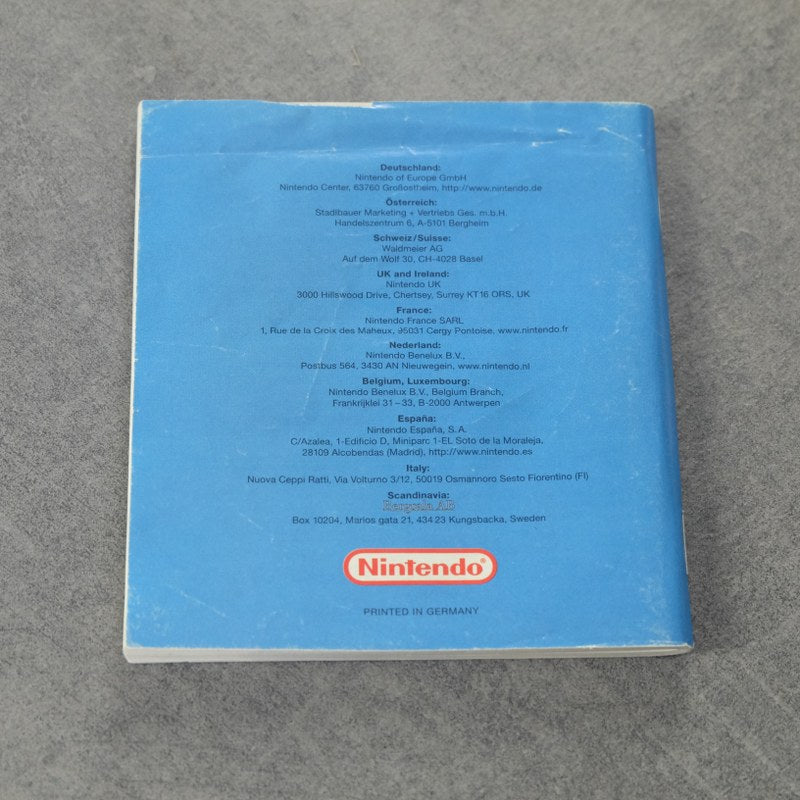 Deutschland:
Nintendo of Europe GmbH
Nintendo Center, 63760 Großostheim, http://www.nintendo.de
Österreich:
Stadlbauer Marketing + Vertriebs Ges. m.b.H.
Handelszentrum 6, A-5101 Bergheim
Schweiz/Suisse:
Waldmeier AG
Auf dem Wolf 30, CH-4028 Basel
UK and Ireland:
Nintendo UK
3000 Hillswood Drive, Chertsey, Surrey KT16 ORS, UK
France:
Nintendo France SARL
1, Rue de la Croix des Maheux, 95031 Cergy Pontoise, www.nintendo.fr
Nederland:
Nintendo Benelux B.V.,
Postbus 564, 3430 AN Nieuwegein, www.nintendo.nl
Belgium, Luxembourg:
Nintendo Benelux B.V., Belgium Branch,
Frankrijklei 31–33, B-2000 Antwerpen
España:
Nintendo España, S.A.
C/Azalea, 1-Edificio D, Miniparc 1-EL Soto de la Moraleja,
28109 Alcobendas (Madrid), http://www.nintendo.es
Italy:
Nuova Ceppi Ratti, Via Volturno 3/12, 50019 Osmannoro Sesto Fiorentino (FI)
Scandinavia:
Bergsala AB
Box 10204, Marios gata 21, 434 23 Kungsbacka, Sweden
Nintendo®
PRINTED IN GERMANY